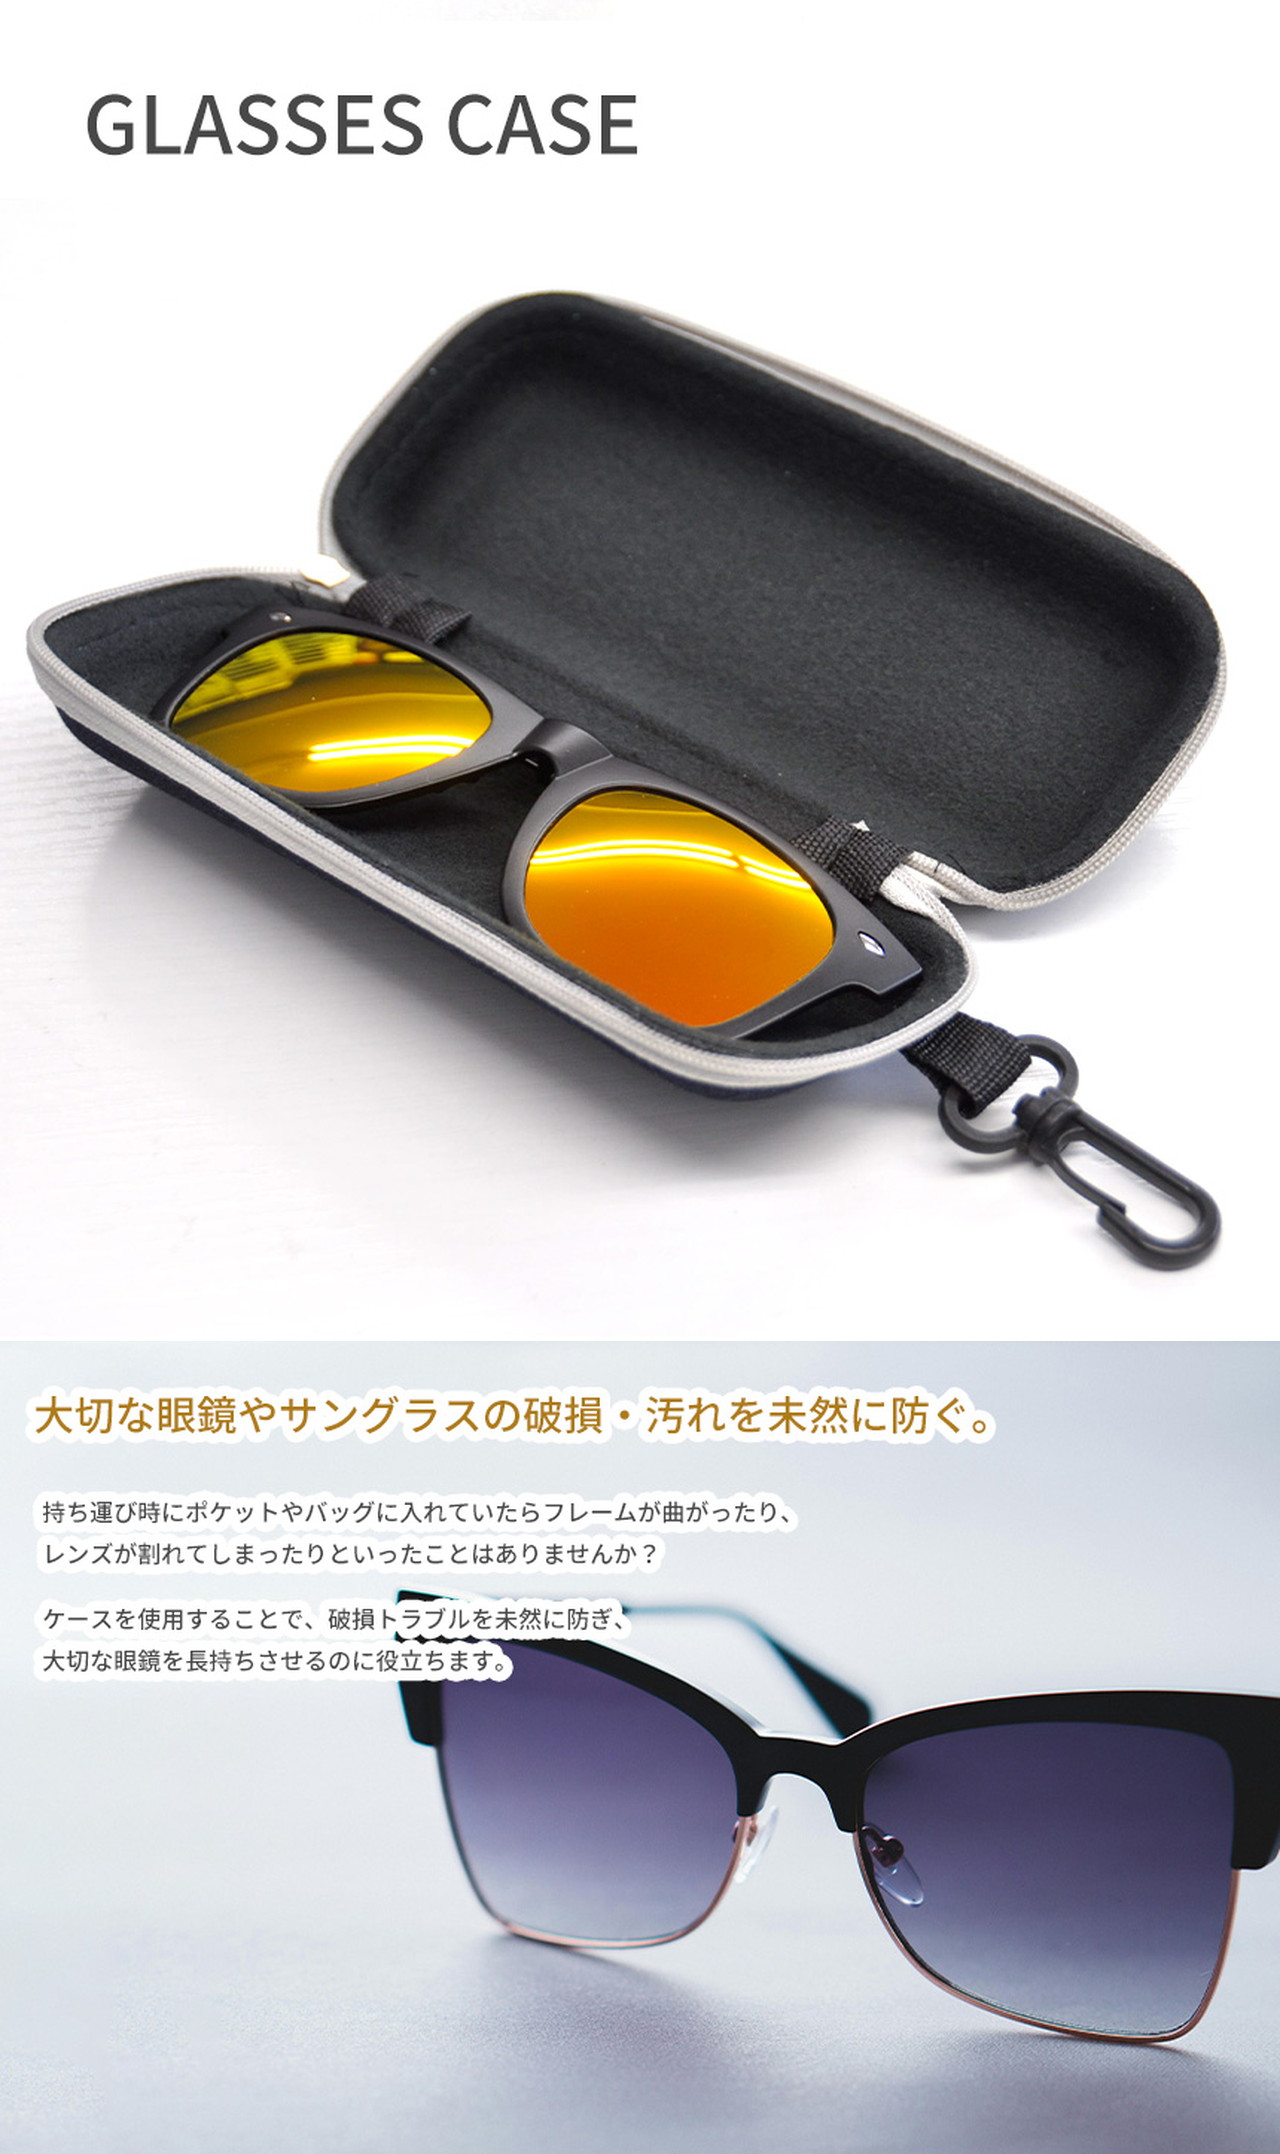 GLASSES CASE
大切な眼鏡やサングラスの破損・汚れを未然に防ぐ。
持ち運び時にポケットやバッグに入れていたらフレームが曲がったり、
レンズが割れてしまったりといったことはありませんか？
ケースを使用することで、破損トラブルを未然に防ぎ、
大切な眼鏡を長持ちさせるのに役立ちます。